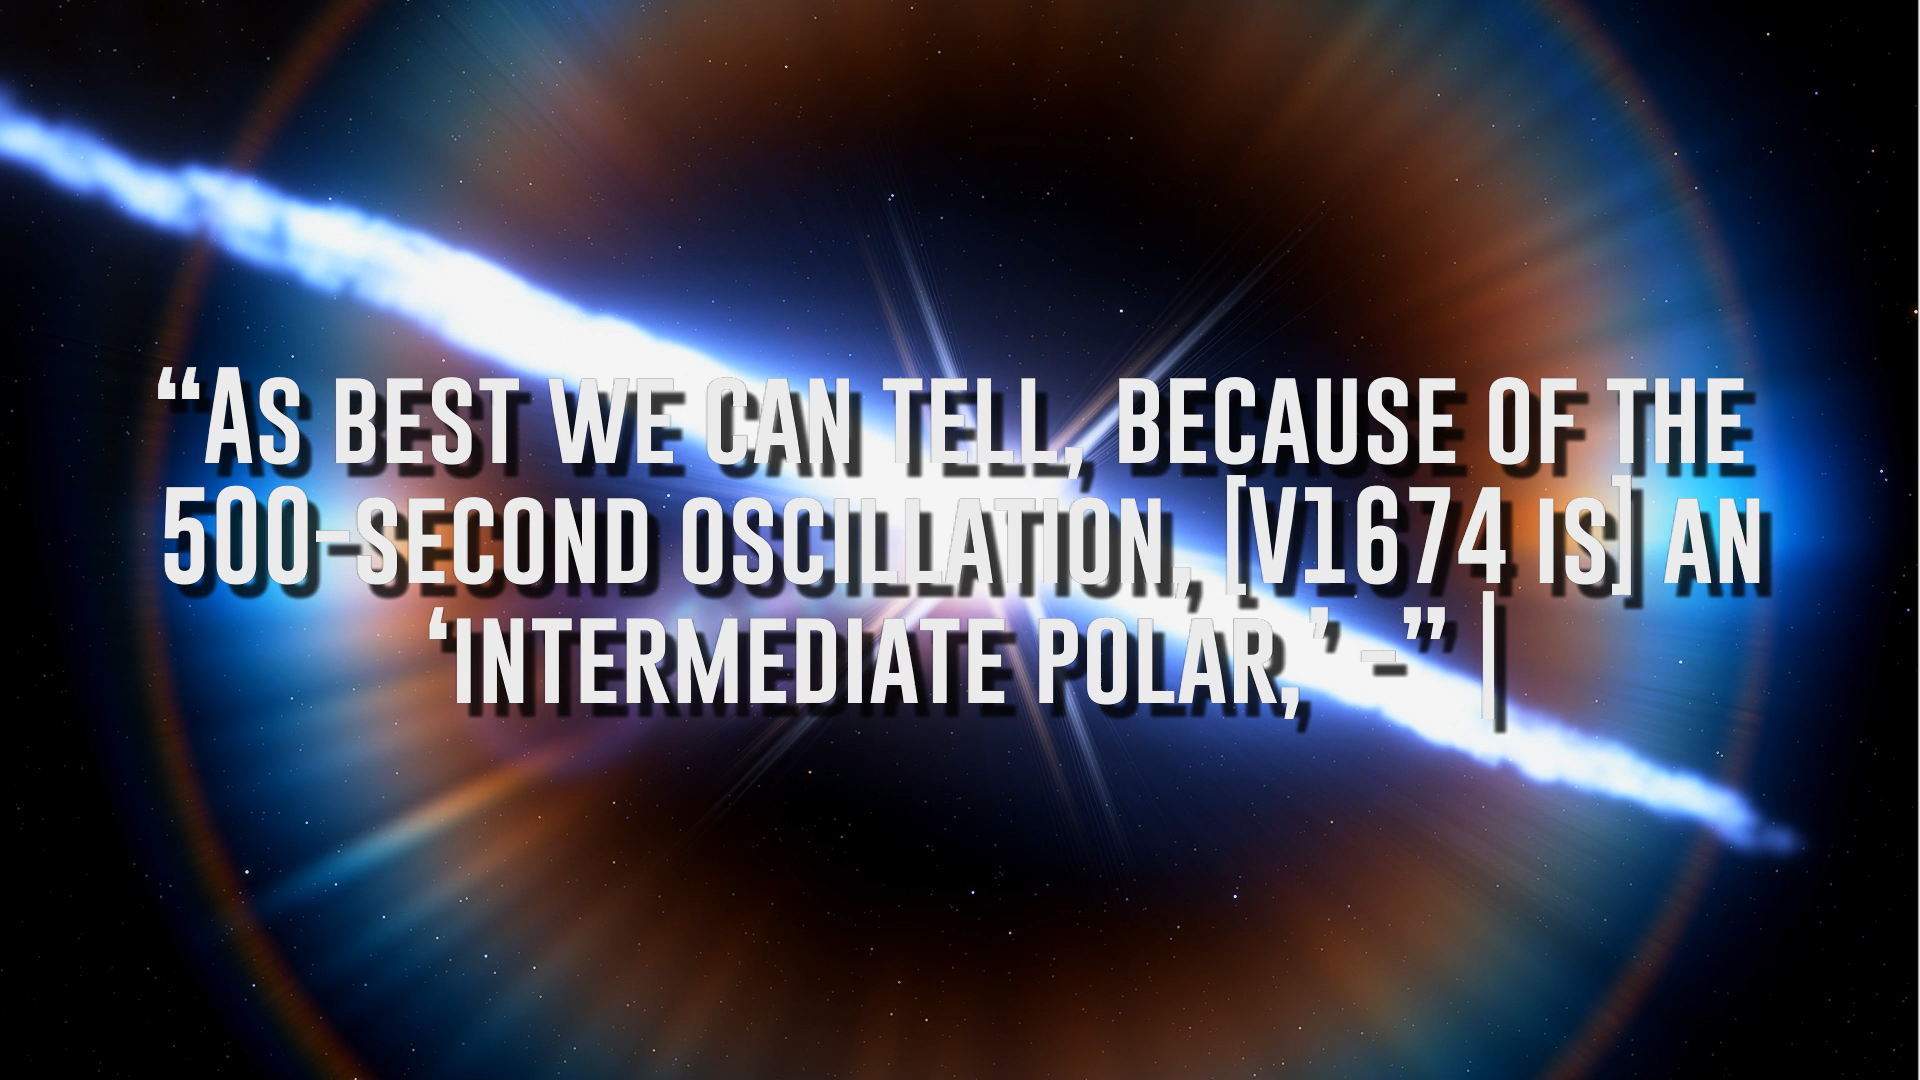 “As best we can tell, because of the
500-second oscillation, [V1674 is] an
‘intermediate polar,’ -” |